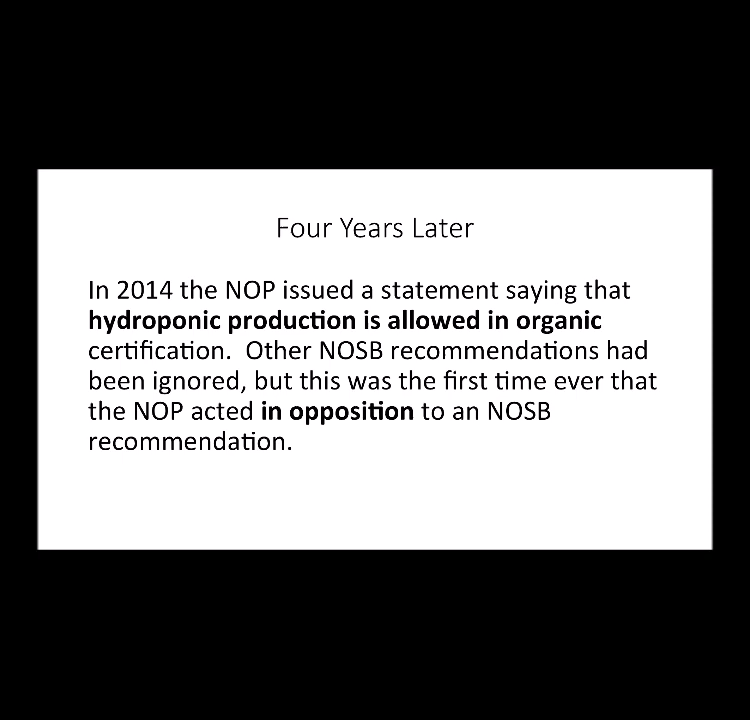 Four Years Later
In 2014 the NOP issued a statement saying that
hydroponic production is allowed in organic
certification.  Other NOSB recommendations had
been ignored, but this was the first time ever that
the NOP acted in opposition to an NOSB
recommendation.